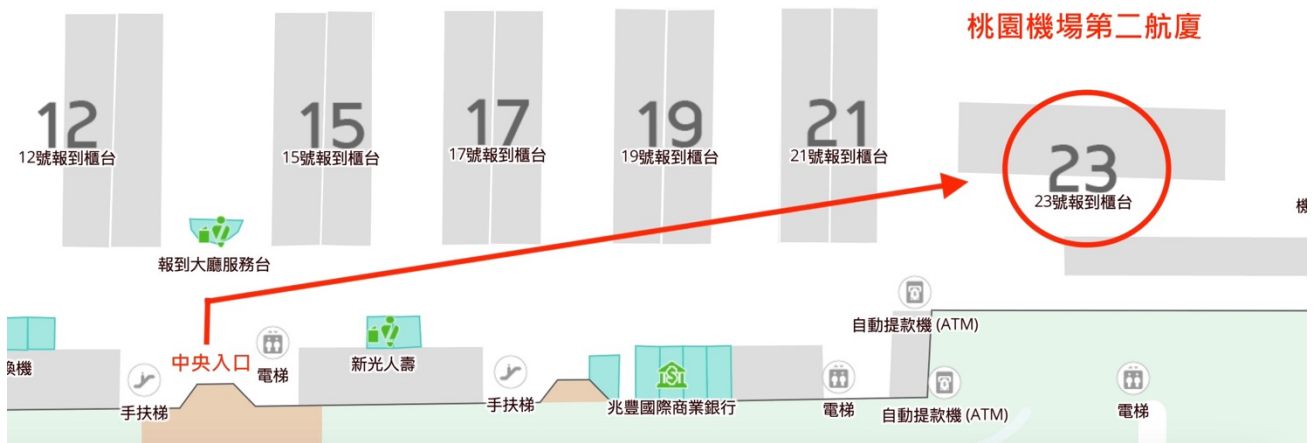 桃園機場第二航廈
12
12號報到櫃台
15
15號報到櫃台
17
17號報到櫃台
19
19號報到櫃台
21
21號報到櫃台
23
23號報到櫃台
機
報到大廳服務台
自動提款機 (ATM)
換機
手扶梯
中央入口
電梯
新光人壽
手扶梯
兆豐國際商業銀行
電梯
自動提款機 (ATM)
電梯